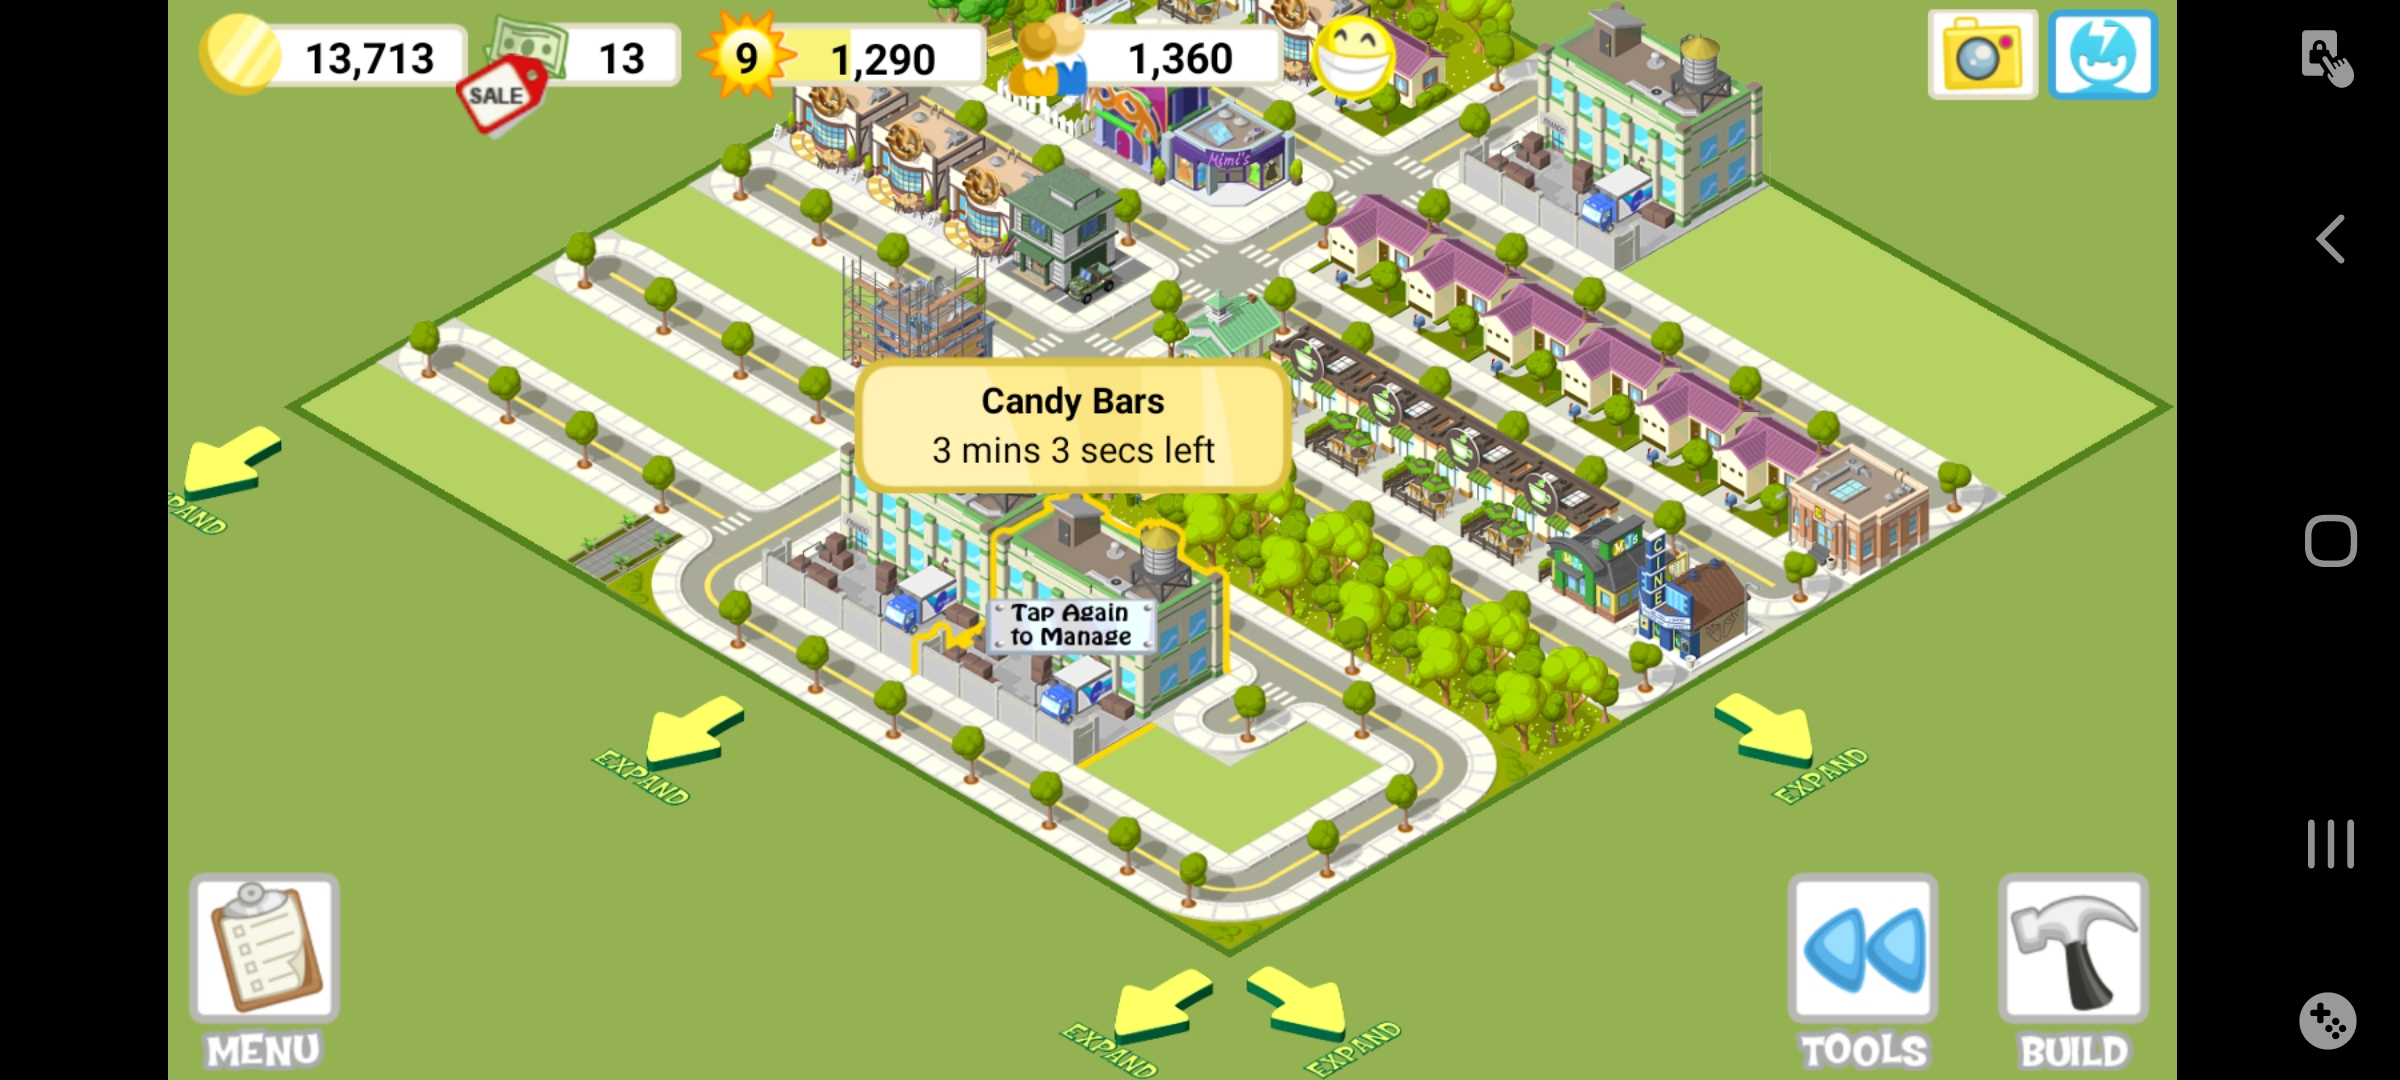 13,713
SALE
13
9
1,290
1,360
Mimi's
Candy Bars
3 mins 3 secs left
Tap Again
to Manage
MJ's
CINE
EXPAND
EXPAND
EXPAND
EXPAND
MENU
TOOLS
BUILD